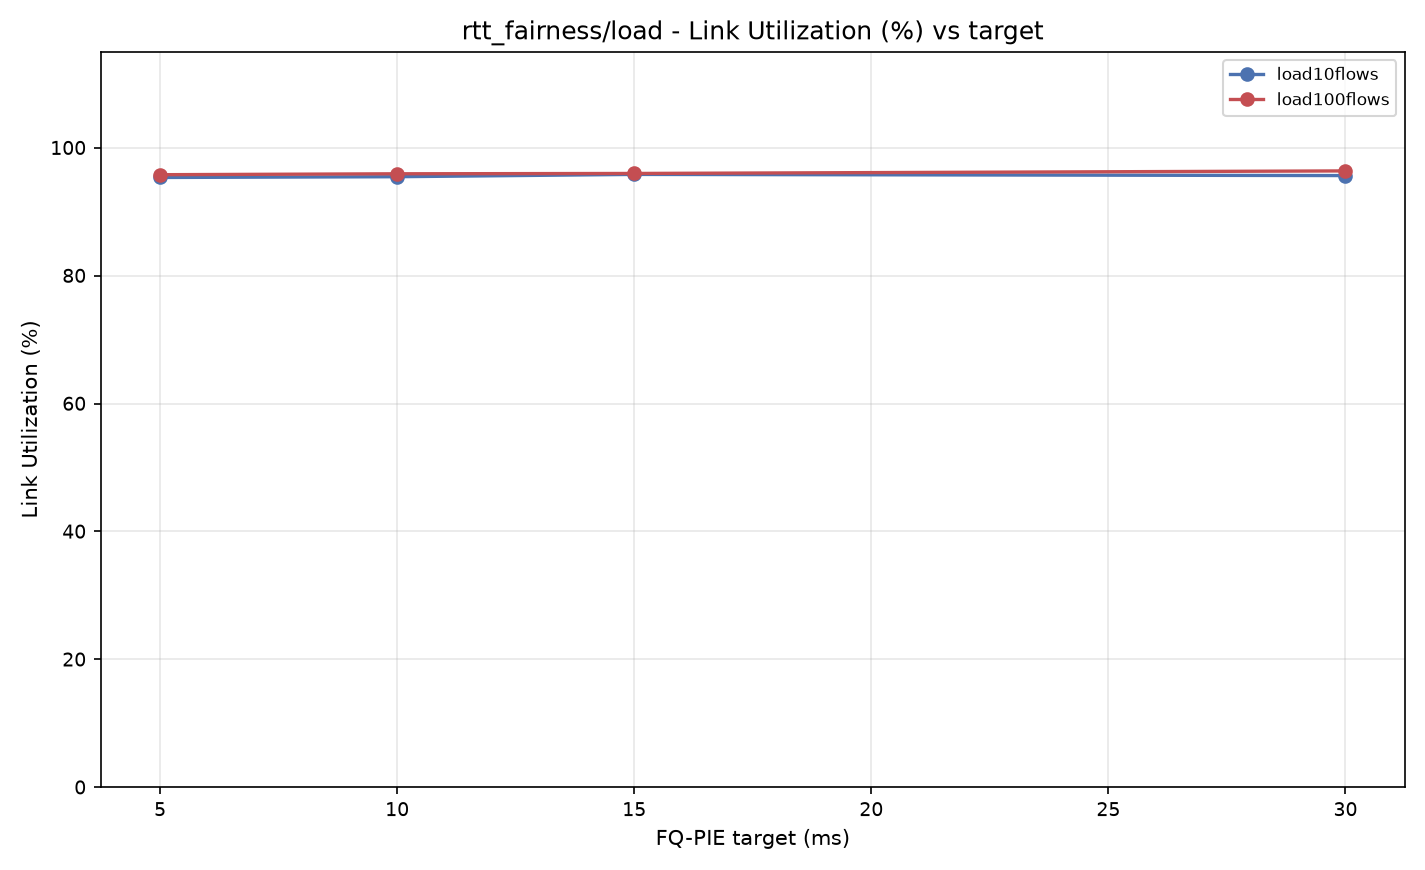 rtt_fairness/load - Link Utilization (%) vs target
load10flows
load100flows
100
80
60
40
20
0
Link Utilization (%)
5 10 15 20 25 30
FQ-PIE target (ms)